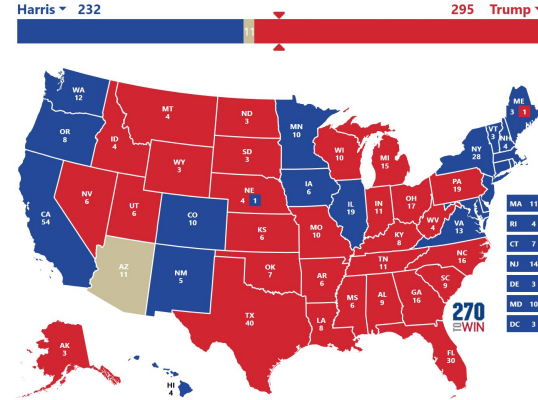 Harris 232
295 Trump
11
WA
12
OR
8
CA
54
NV
6
ID
4
MT
4
WY
3
UT
6
AZ
11
CO
10
NM
5
ND
3
SD
3
NE
4 1
KS
6
OK
7
TX
40
MN
10
IA
6
MO
10
AR
6
LA
8
WI
10
IL
19
MI
15
IN
11
OH
17
KY
8
TN
11
MS
6
AL
9
GA
16
FL
30
SC
9
NC
16
VA
13
WV
4
PA
19
NY
28
VT
3
NH
4
ME
3 1
MA 11
RI 4
CT 7
NJ 14
DE 3
MD 10
DC 3
AK
3
HI
4
270
TO WIN